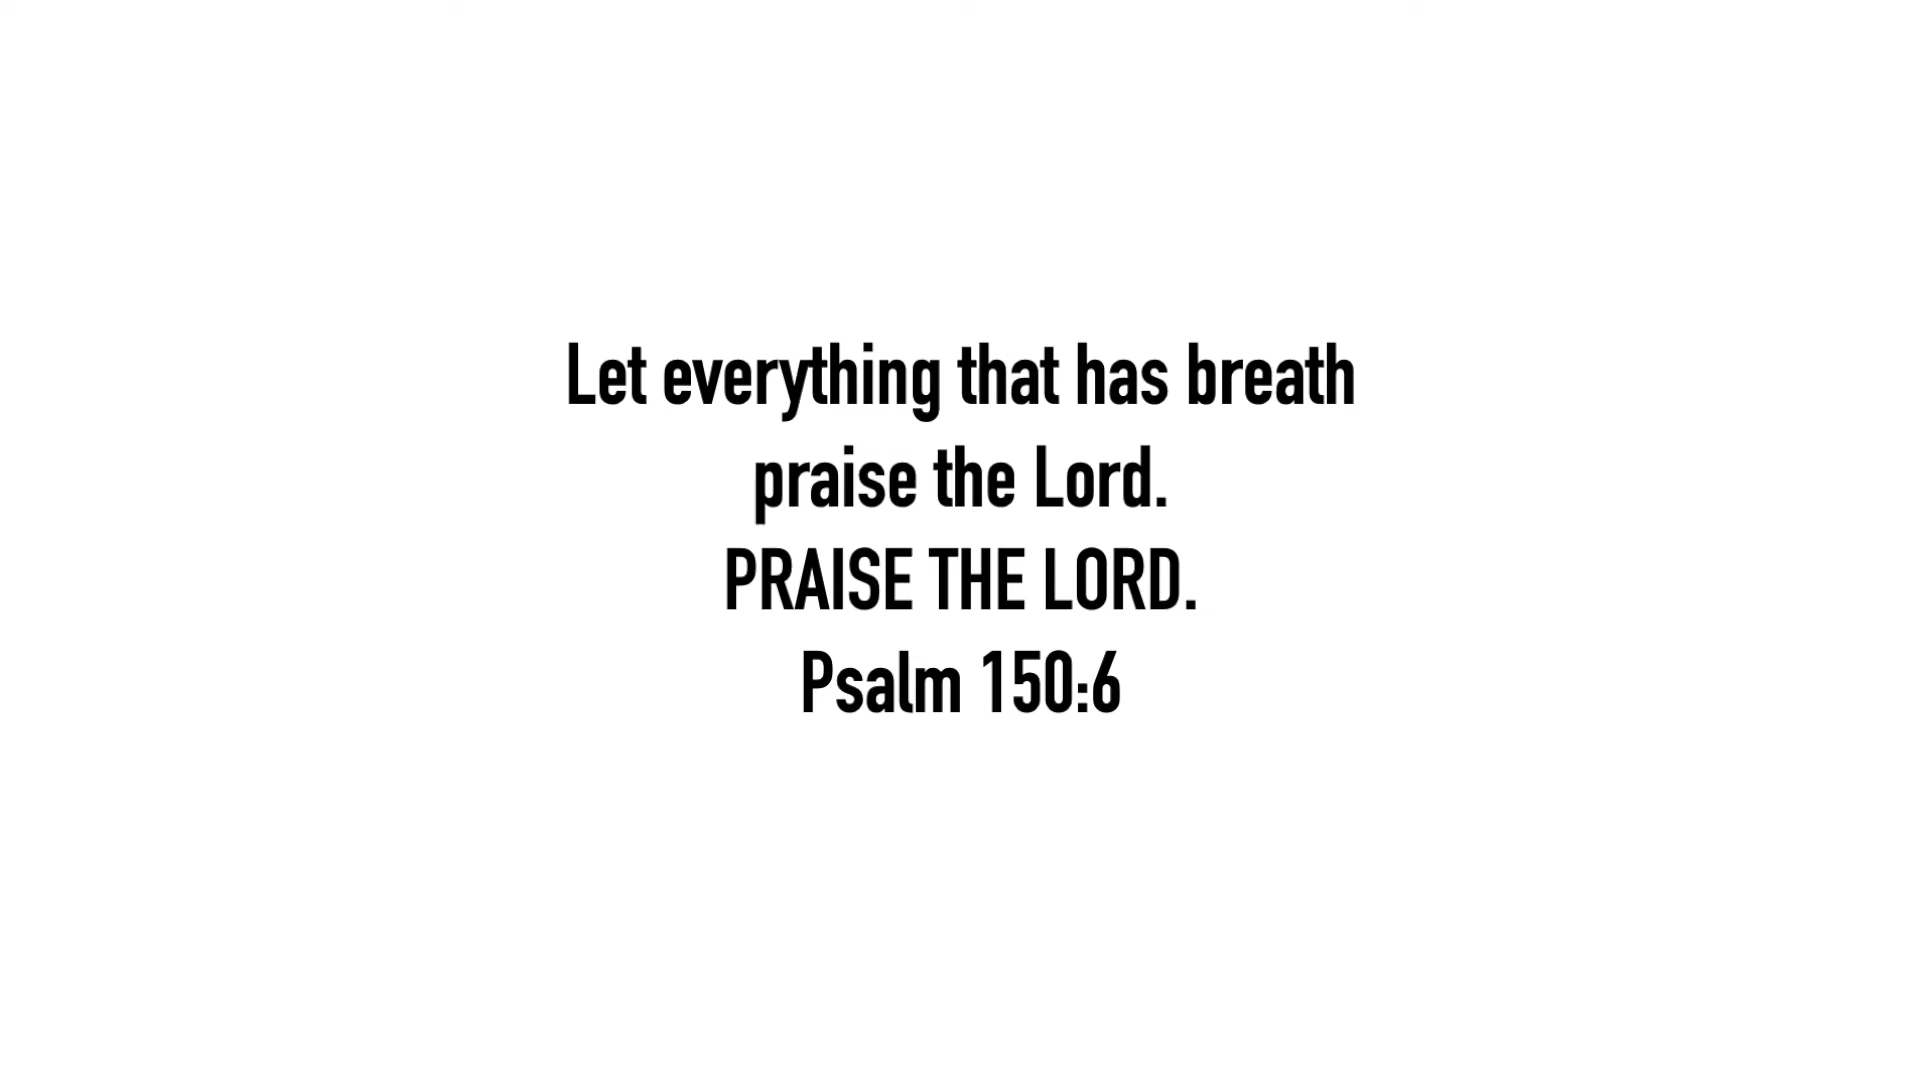 Let everything that has breath
praise the Lord.
PRAISE THE LORD.
Psalm 150:6